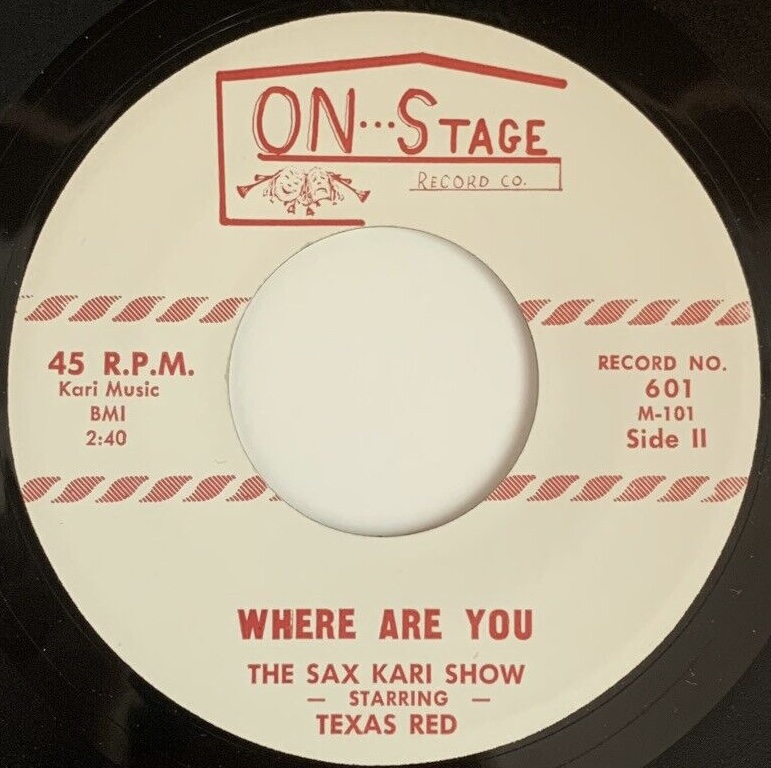 ON...STAGE
RECORD CO.
45 R.P.M.
Kari Music
BMI
2:40
RECORD NO.
601
M-101
Side II
WHERE ARE YOU
THE SAX KARI SHOW
— STARRING —
TEXAS RED